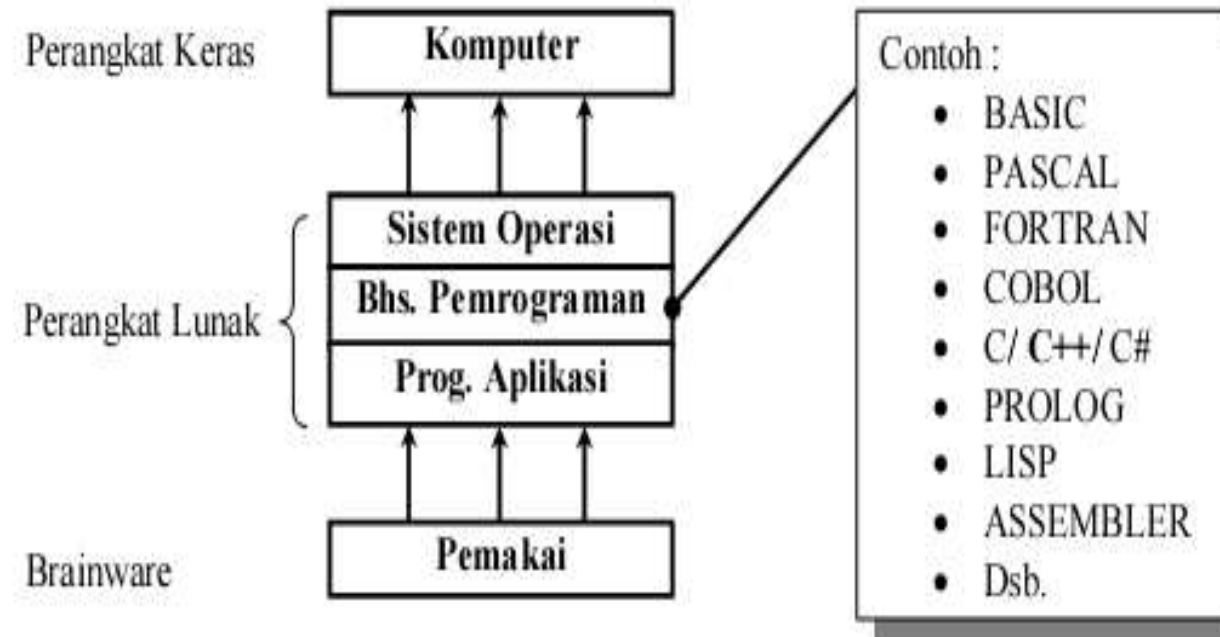 Perangkat Keras
Komputer
Perangkat Lunak
Sistem Operasi
Bhs. Pemrograman
Prog. Aplikasi
Brainware
Pemakai
Contoh :
• BASIC
• PASCAL
• FORTRAN
• COBOL
• C/ C++/ C#
• PROLOG
• LISP
• ASSEMBLER
• Dsb.